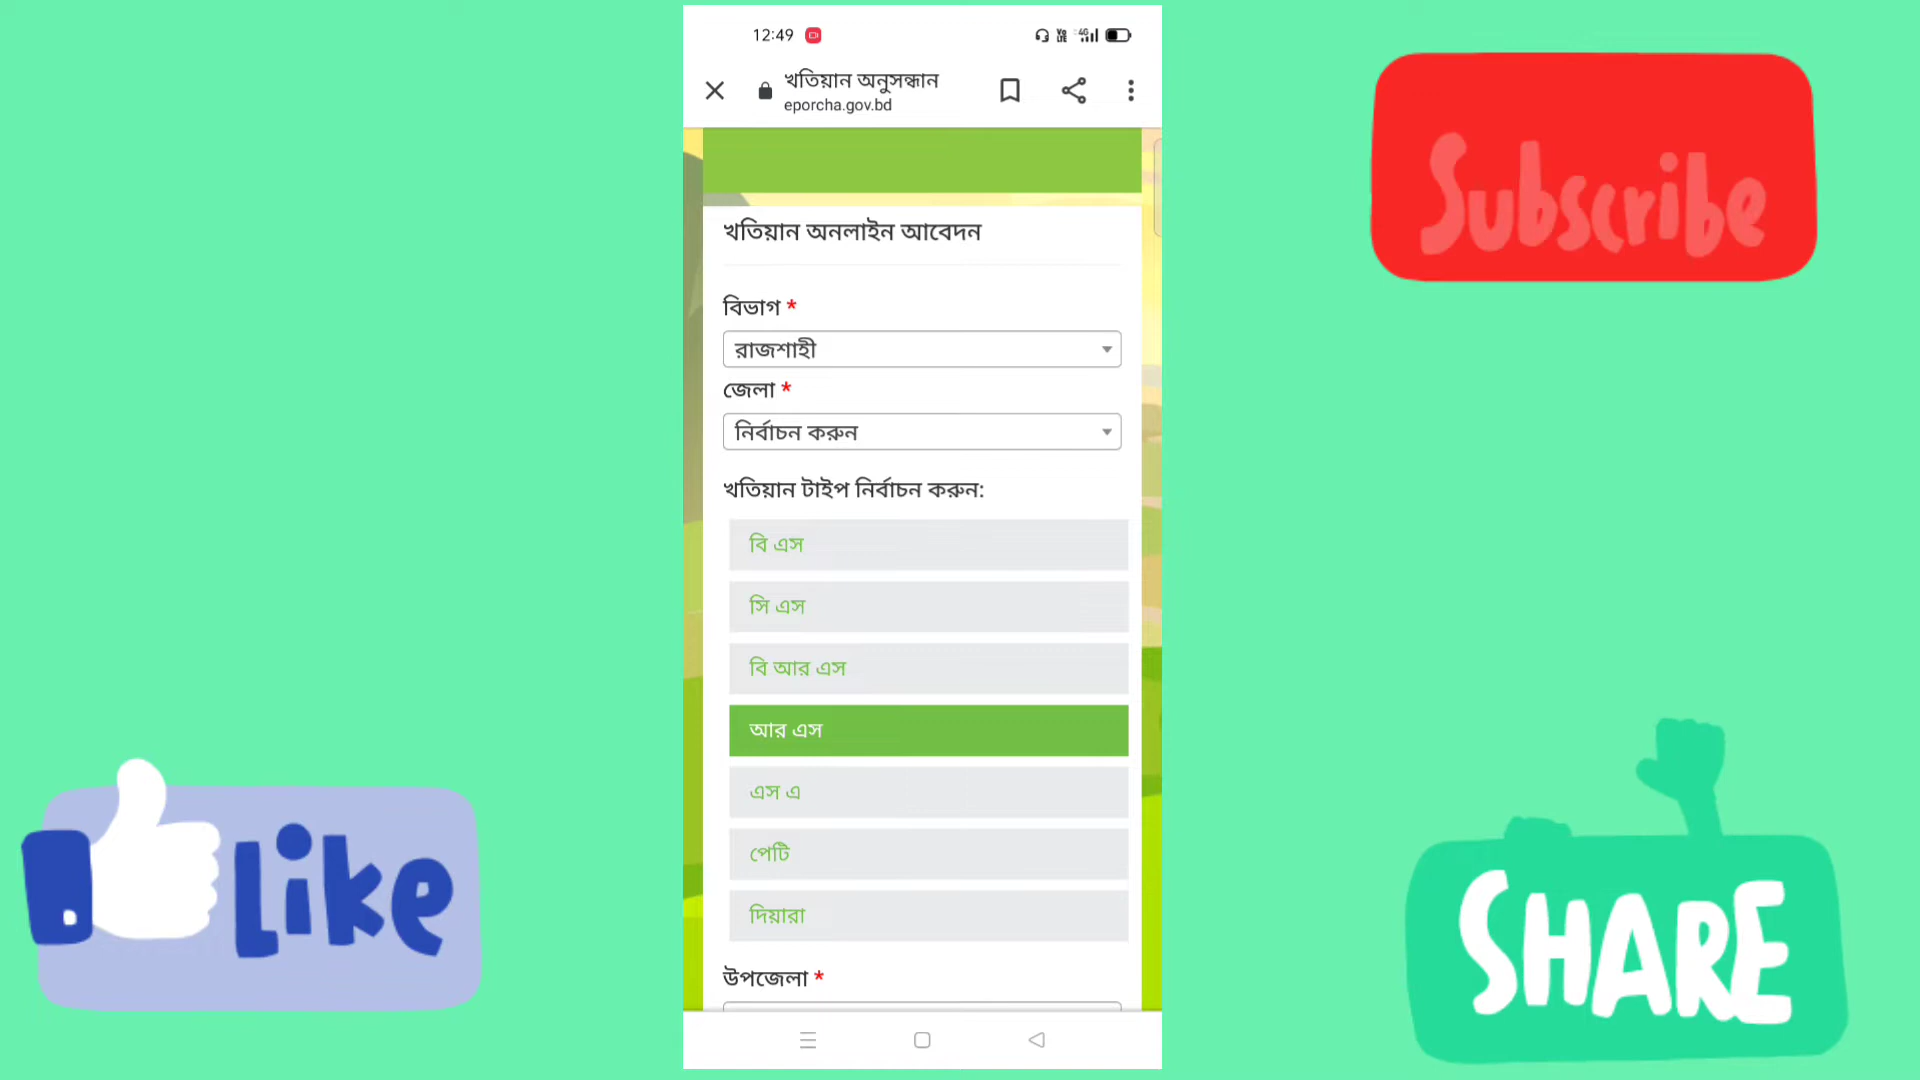 12:49
খতিয়ান অনুসন্ধান
eporcha.gov.bd
খতিয়ান অনলাইন আবেদন
বিভাগ *
রাজশাহী
জেলা *
নির্বাচন করুন
খতিয়ান টাইপ নির্বাচন করুন:
বি এস
সি এস
বি আর এস
আর এস
এস এ
পেটি
দিয়ারা
উপজেলা *
Subscribe
Like
SHARE